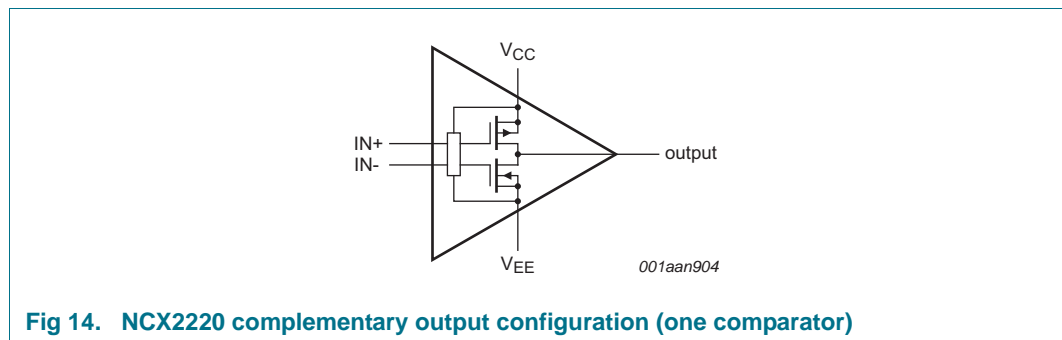 VCC
IN+
IN-
output
VEE
001aan904
Fig 14. NCX2220 complementary output configuration (one comparator)